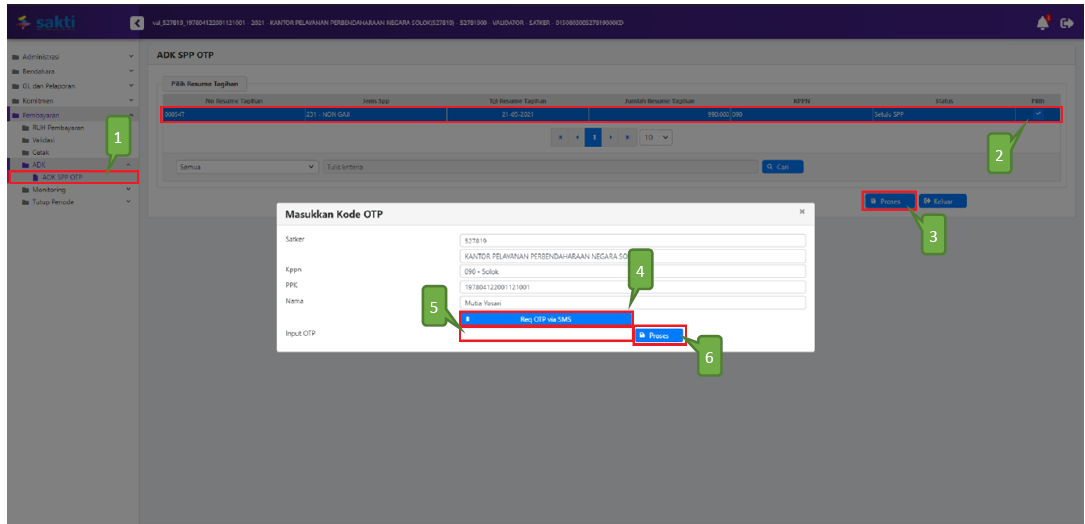 sakti
val_527819_197804122001121001 - 2021 - KANTOR PELAYANAN PERBENDAHARAAN NEGARA SOLOK(527819) - 52781900 - VALIDATOR - SATKER - 015080300527819000KD
Administrasi
Bendahara
GL dan Pelaporan
Komitmen
Pembayaran
RUH Pembayaran
Validasi
Cetak
ADK
ADK SPP OTP
Monitoring
Tutup Periode
1
ADK SPP OTP
Pilih Resume Tagihan
No Resume Tagihan Jenis Spp Tgl Resume Tagihan Jumlah Resume Tagihan KPPN Status Pilih
00054T 231 - NON GAJI 21-05-2021 990.000 090 Setuju SPP
2
1 10
Semua Tulis kriteria Cari
Proses Keluar
3
Masukkan Kode OTP ×
Satker 527819
KANTOR PELAYANAN PERBENDAHARAAN NEGARA SO
Kppn 090 - Solok
4
PPK 197804122001121001
Nama Mutia Yosari
5
Req OTP via SMS
Input OTP Proses
6